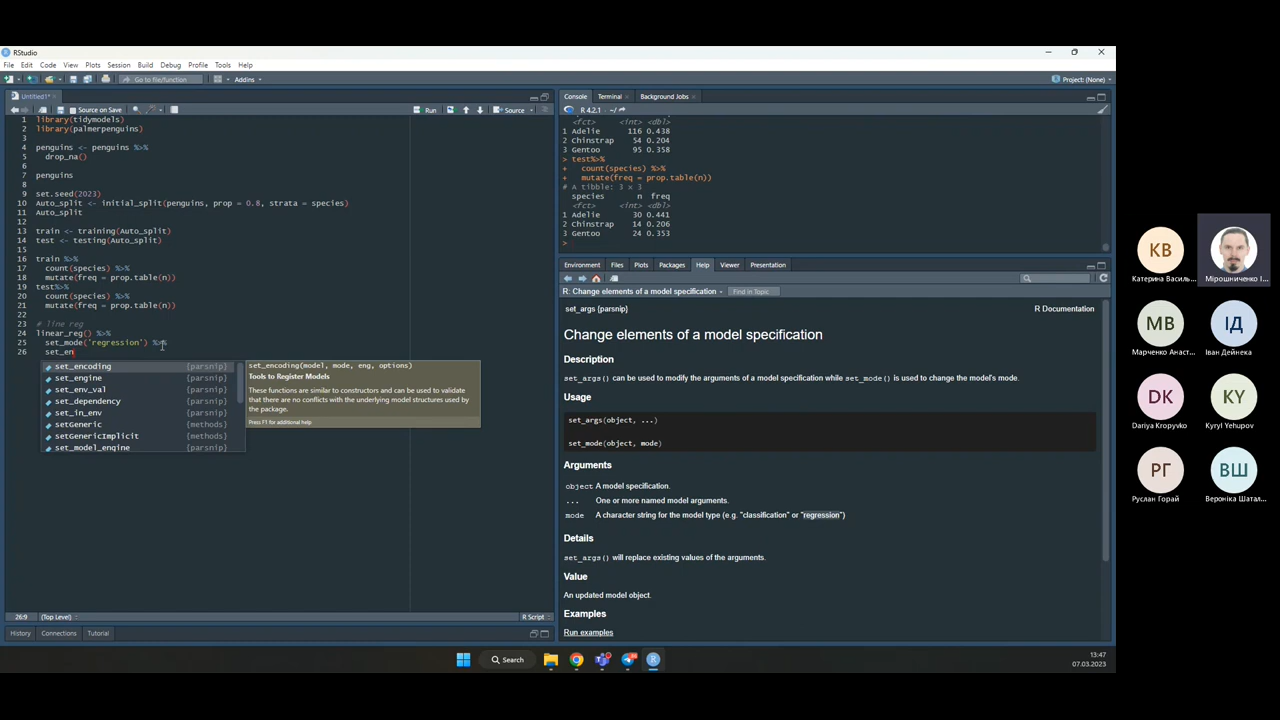 RStudio
File Edit Code View Plots Session Build Debug Profile Tools Help
Go to file/function
Addins
Project: (None)
Untitled1*
Source on Save
Run
Source
1 library(tidymodels)
2 library(palmerpenguins)
3
4 penguins <- penguins %>%
5 drop_na()
6
7 penguins
8
9 set.seed(2023)
10 Auto_split <- initial_split(penguins, prop = 0.8, strata = species)
11 Auto_split
12
13 train <- training(Auto_split)
14 test <- testing(Auto_split)
15
16 train %>%
17 count(species) %>%
18 mutate(freq = prop.table(n))
19 test%>%
20 count(species) %>%
21 mutate(freq = prop.table(n))
22
23 # line reg
24 linear_reg() %>%
25 set_mode('regression') %>%
26 set_en
set_encoding {parsnip}
set_engine {parsnip}
set_env_val {parsnip}
set_dependency {parsnip}
set_in_env {parsnip}
setGeneric {methods}
setGenericImplicit {methods}
set_model_engine {parsnip}
set_encoding(model, mode, eng, options)
Tools to Register Models
These functions are similar to constructors and can be used to validate
that there are no conflicts with the underlying model structures used by
the package.
Press F1 for additional help
26:9
(Top Level)
R Script
History Connections Tutorial
Console Terminal Background Jobs
R 4.2.1 · ~/
<fct> <int> <dbl>
1 Adelie 116 0.438
2 Chinstrap 54 0.204
3 Gentoo 95 0.358
> test%>%
+ count(species) %>%
+ mutate(freq = prop.table(n))
# A tibble: 3 × 3
species n freq
<fct> <int> <dbl>
1 Adelie 30 0.441
2 Chinstrap 14 0.206
3 Gentoo 24 0.353
>
Environment Files Plots Packages Help Viewer Presentation
R: Change elements of a model specification
Find in Topic
set_args {parsnip}
R Documentation
Change elements of a model specification
Description
set_args() can be used to modify the arguments of a model specification while set_mode() is used to change the model's mode.
Usage
set_args(object, ...)
set_mode(object, mode)
Arguments
object A model specification.
... One or more named model arguments.
mode A character string for the model type (e.g. "classification" or "regression")
Details
set_args() will replace existing values of the arguments.
Value
An updated model object.
Examples
Run examples
Search
13:47
07.03.2023
КВ
Катерина Василь...
Мірошниченко І...
МВ
Марченко Анаст...
ІД
Іван Дейнека
DK
Dariya Kropyvko
KY
Kyryl Yehupov
РГ
Руслан Горай
ВШ
Вероніка Шатал...